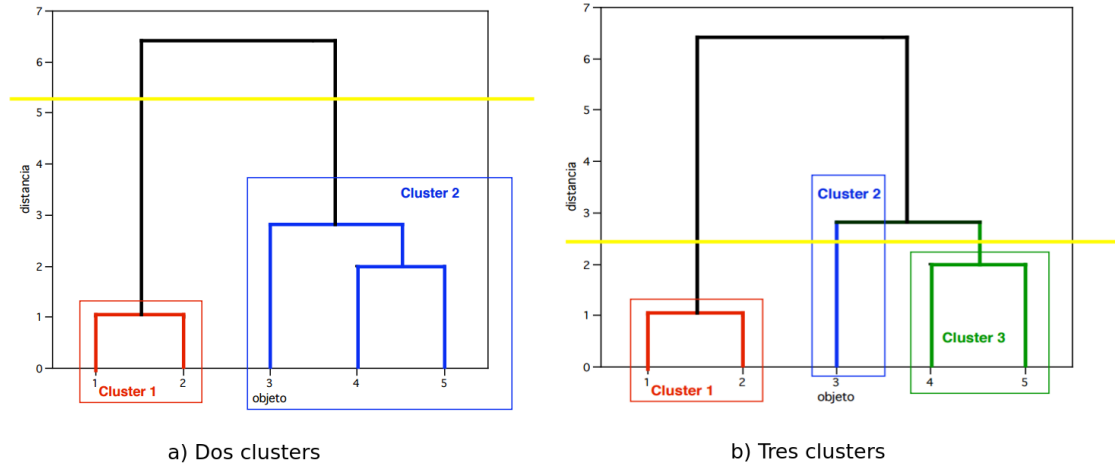 7
6
5
4
3
2
1
0
distancia
Cluster 2
Cluster 1
1 2 3 4 5
objeto
a) Dos clusters
7
6
5
4
3
2
1
0
distancia
Cluster 2
Cluster 3
Cluster 1
1 2 3 4 5
objeto
b) Tres clusters